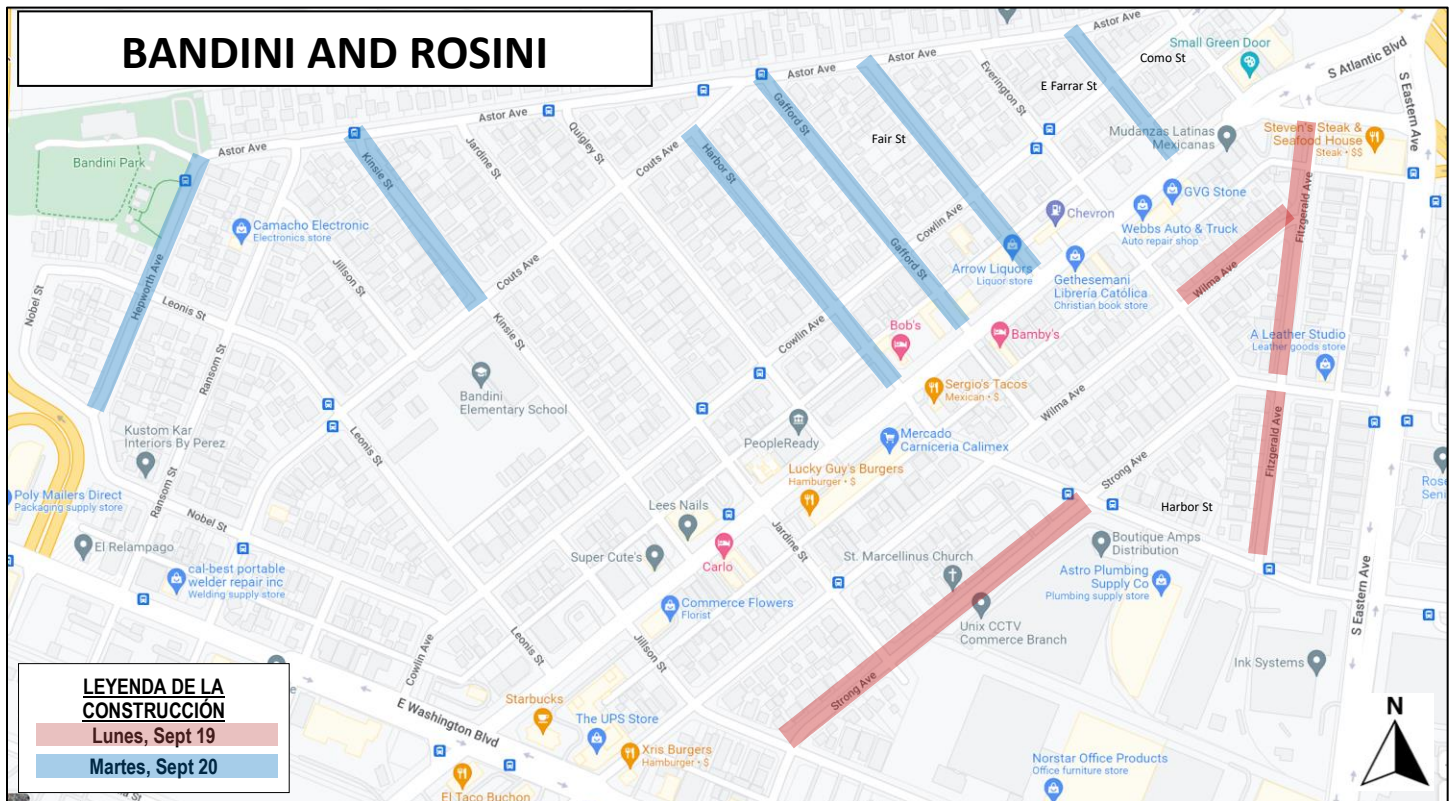 BANDINI AND ROSINI
Astor Ave
Small Green Door
Como St
S Atlantic Blvd
S Eastern Ave
Astor Ave
Astor Ave
Everington St
E Farrar St
Gafford St
Fair St
Mudanzas Latinas
Mexicanas
Steven's Steak &
Seafood House
Steak • $$
Astor Ave
Quigley St
Jardine St
Couts Ave
Harbor St
Bandini Park
Astor Ave
Kinsie St
GVG Stone
Fitzgerald Ave
Chevron
Webbs Auto & Truck
Auto repair shop
Camacho Electronic
Electronics store
Cowlin Ave
Gafford St
Jillson St
Couts Ave
Hepworth Ave
Nobel St
Leonis St
Arrow Liquors
Liquor store
Gethesemani
Librería Católica
Christian book store
Wilma Ave
Kinsie St
Cowlin Ave
Bob's
Bamby's
A Leather Studio
Leather goods store
Ransom St
Bandini
Elementary School
Sergio's Tacos
Mexican • $
Wilma Ave
Kustom Kar
Interiors By Perez
Leonis St
PeopleReady
Mercado
Carniceria Calimex
Fitzgerald Ave
Strong Ave
Lucky Guy's Burgers
Hamburger • $
Poly Mailers Direct
Packaging supply store
Ransom St
Rose
Seni
Nobel St
Lees Nails
Harbor St
El Relampago
Super Cute's
Carlo
Jardine St
St. Marcellinus Church
Boutique Amps
Distribution
cal-best portable
welder repair inc
Welding supply store
Astro Plumbing
Supply Co
Plumbing supply store
Commerce Flowers
Florist
Unix CCTV
Commerce Branch
S Eastern Ave
Cowlin Ave
Leonis St
Jillson St
Strong Ave
Ink Systems
LEYENDA DE LA
CONSTRUCCIÓN
Lunes, Sept 19
Martes, Sept 20
E Washington Blvd
Starbucks
The UPS Store
Xris Burgers
Hamburger • $
El Taco Buchon
Norstar Office Products
Office furniture store
N